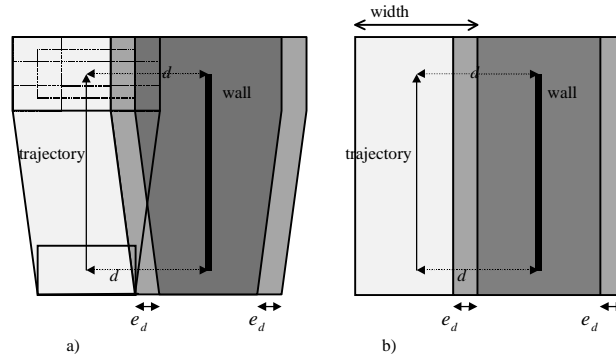 a)
d
wall
trajectory
d
e_d
e_d
b)
width
d
wall
trajectory
d
e_d
e_d